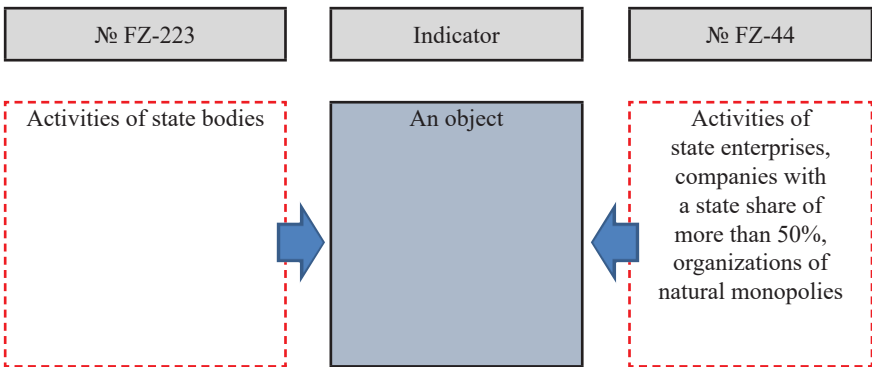 № FZ-223
Indicator
№ FZ-44
Activities of state bodies
An object
Activities of
state enterprises,
companies with
a state share of
more than 50%,
organizations of
natural monopolies